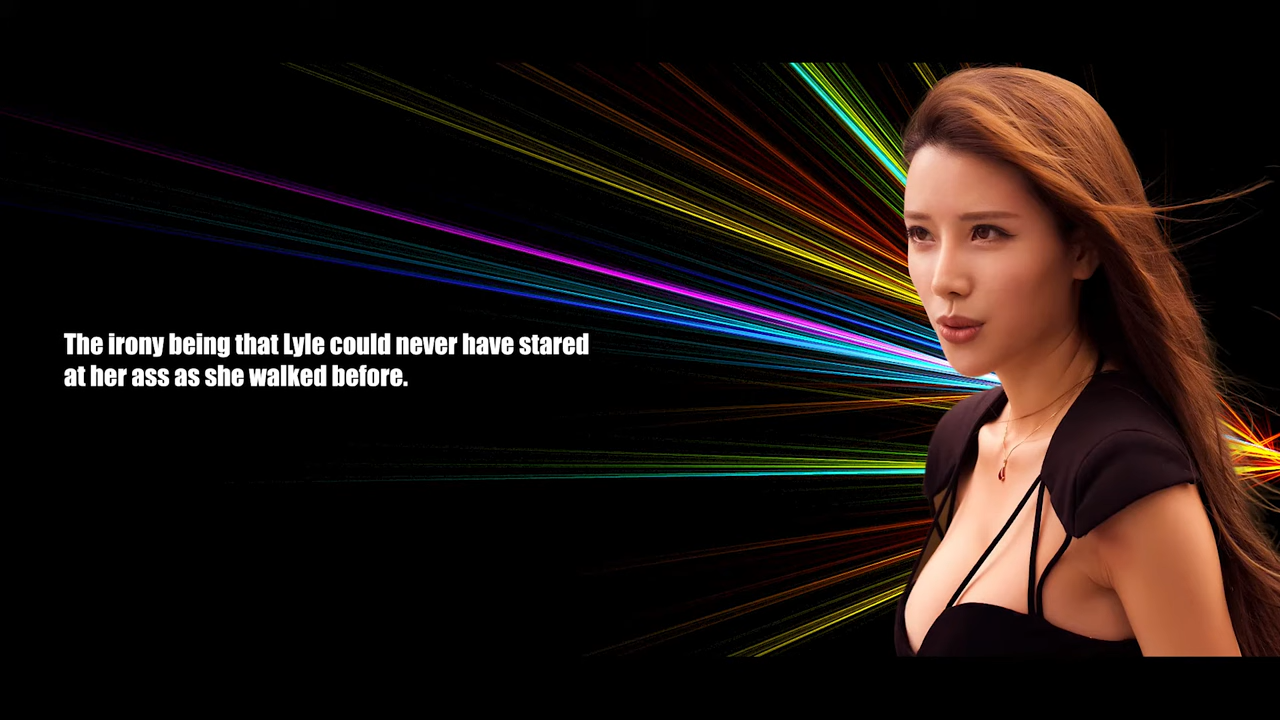 The irony being that Lyle could never have stared
at her ass as she walked before.